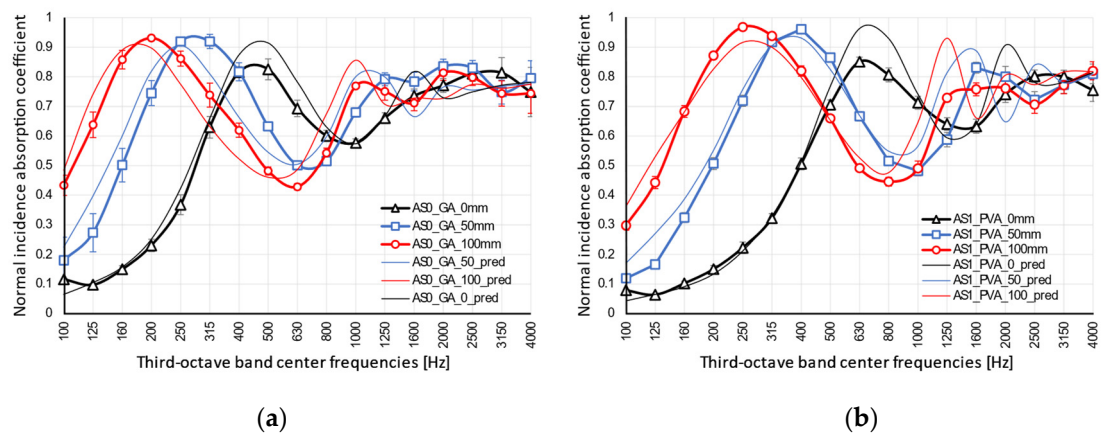 Normal incidence absorption coefficient
1
0.9
0.8
0.7
0.6
0.5
0.4
0.3
0.2
0.1
0
AS0_GA_0mm
AS0_GA_50mm
AS0_GA_100mm
AS0_GA_50_pred
AS0_GA_100_pred
AS0_GA_0_pred
100 125 160 200 250 315 400 500 630 800 1000 1250 1600 2000 2500 3150 4000
Third-octave band center frequencies [Hz]
(a)
Normal incidence absorption coefficient
1
0.9
0.8
0.7
0.6
0.5
0.4
0.3
0.2
0.1
0
AS1_PVA_0mm
AS1_PVA_50mm
AS1_PVA_100mm
AS1_PVA_0_pred
AS1_PVA_50_pred
AS1_PVA_100_pred
100 125 160 200 250 315 400 500 630 800 1000 1250 1600 2000 2500 3150 4000
Third-octave band center frequencies [Hz]
(b)